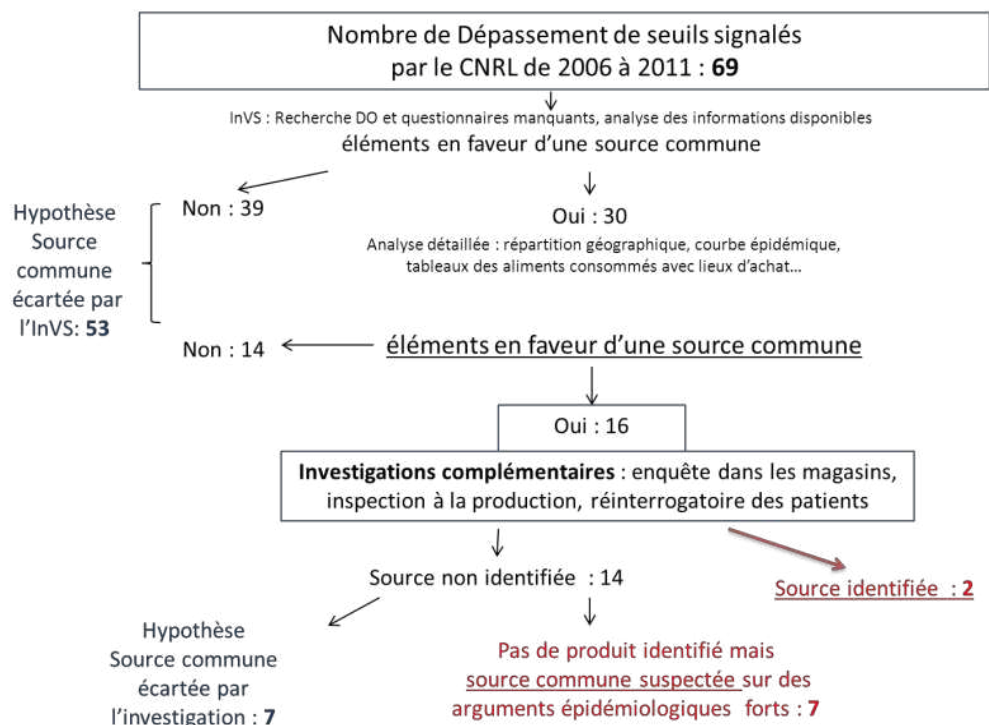 Nombre de Dépassement de seuils signalés
par le CNRL de 2006 à 2011 : 69
InVS : Recherche DO et questionnaires manquants, analyse des informations disponibles
éléments en faveur d’une source commune
Non : 39
Oui : 30
Analyse détaillée : répartition géographique, courbe épidémique,
tableaux des aliments consommés avec lieux d’achat…
Hypothèse
Source
commune
écartée par
l’InVS: 53
Non : 14
éléments en faveur d’une source commune
Oui : 16
Investigations complémentaires : enquête dans les magasins,
inspection à la production, réinterrogatoire des patients
Source non identifiée : 14
Source identifiée : 2
Hypothèse
Source commune
écartée par
l’investigation : 7
Pas de produit identifié mais
source commune suspectée sur des
arguments épidémiologiques forts : 7